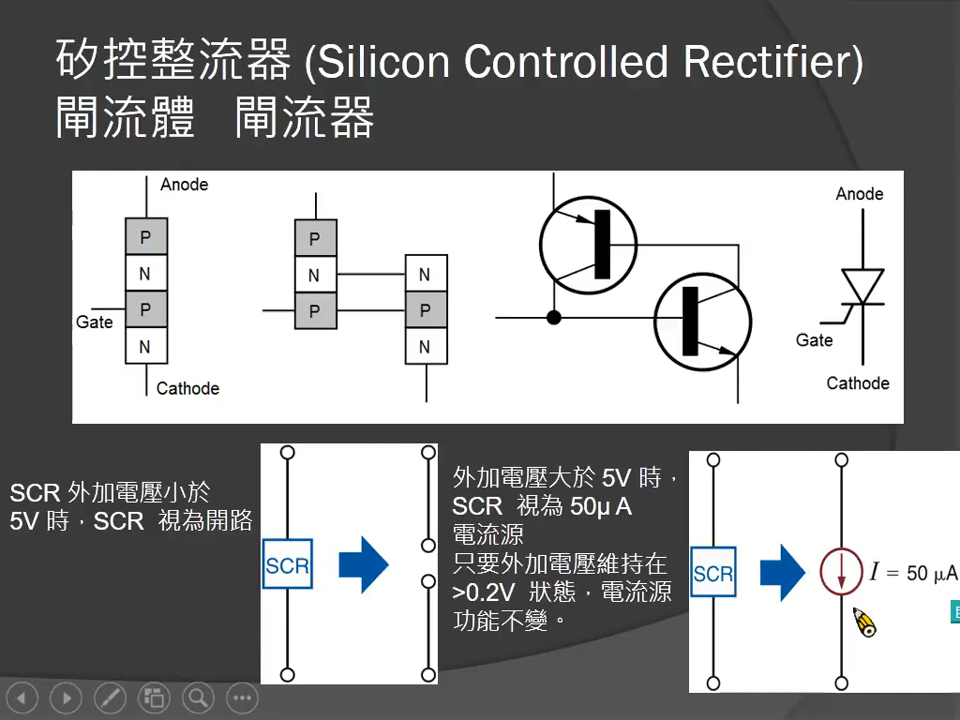 矽控整流器 (Silicon Controlled Rectifier)
閘流體 閘流器
Anode
P
N
P
N
Gate
Cathode
P
N
P
N
P
N
Anode
Gate
Cathode
SCR 外加電壓小於
5V 時，SCR 視為開路
SCR
外加電壓大於 5V 時，
SCR 視為 50µ A
電流源
只要外加電壓維持在
>0.2V 狀態，電流源
功能不變。
SCR
I = 50 µA